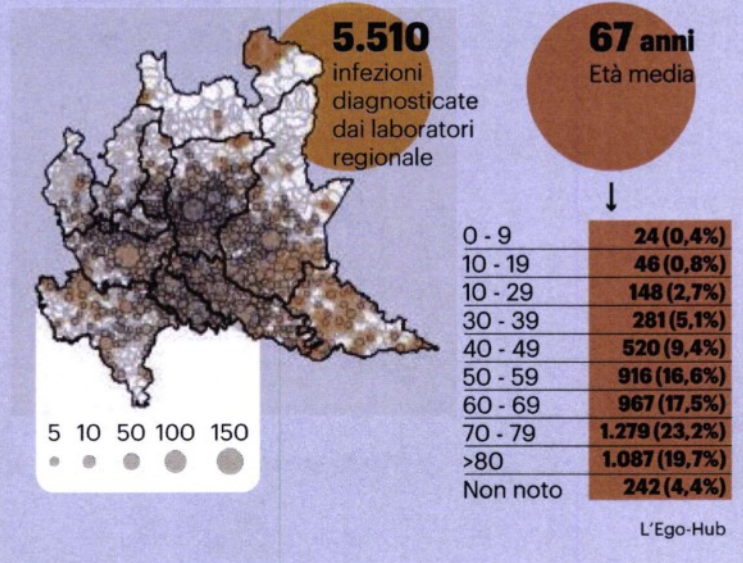 5.510
infezioni
diagnosticate
dai laboratori
regionale
67 anni
Età media
0 - 9 24 (0,4%)
10 - 19 46 (0,8%)
10 - 29 148 (2,7%)
30 - 39 281 (5,1%)
40 - 49 520 (9,4%)
50 - 59 916 (16,6%)
60 - 69 967 (17,5%)
70 - 79 1.279 (23,2%)
>80 1.087 (19,7%)
Non noto 242 (4,4%)
5 10 50 100 150
L'Ego-Hub